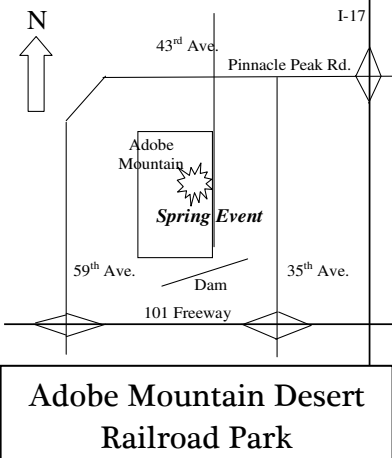 N
I-17
43rd Ave.
Pinnacle Peak Rd.
Adobe
Mountain
Spring Event
59th Ave.
35th Ave.
Dam
101 Freeway
Adobe Mountain Desert
Railroad Park